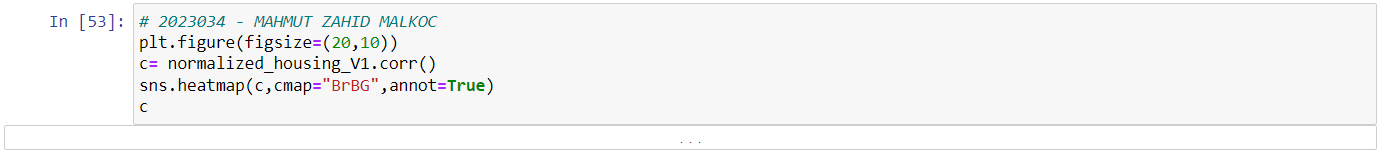 In [53]: # 2023034 - MAHMUT ZAHID MALKOC
plt.figure(figsize=(20,10))
c= normalized_housing_V1.corr()
sns.heatmap(c,cmap="BrBG",annot=True)
c
...